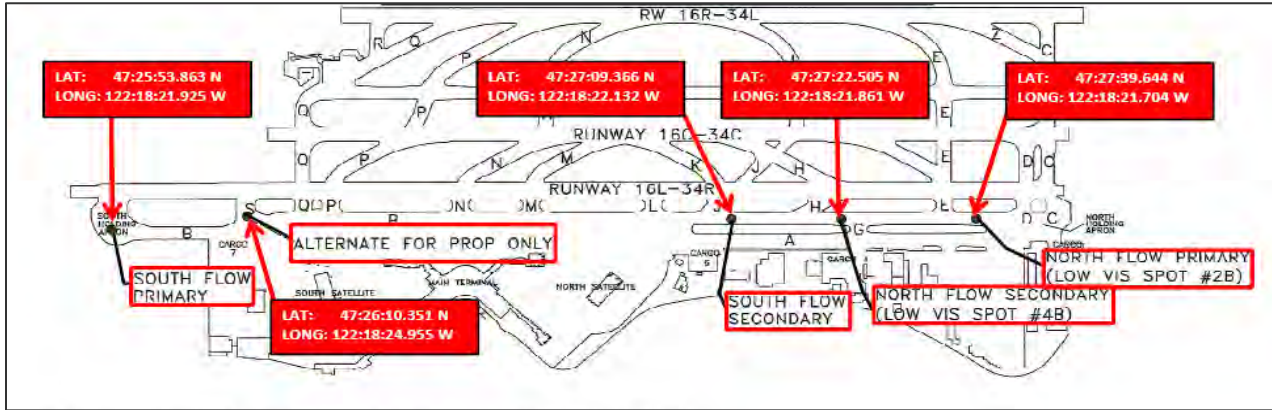 RW 16R-34L
R
Q
N
Z
C
P
E
LAT: 47:25:53.863 N
LONG: 122:18:21.925 W
LAT: 47:27:09.366 N
LONG: 122:18:22.132 W
LAT: 47:27:22.505 N
LONG: 122:18:21.861 W
LAT: 47:27:39.644 N
LONG: 122:18:21.704 W
Q
P
E
RUNWAY 16C-34C
Q
P
N
M
K
J
H
E
D
C
RUNWAY 16L-34R
SOUTH
HOLDING
APRON
S
Q
P
B
N
M
L
J
H
E
D
C
NORTH
HOLDING
APRON
B
G
A
CARGO
7
ALTERNATE FOR PROP ONLY
CARGO
SOUTH FLOW
PRIMARY
SOUTH SATELLITE
MAIN TERMINAL
NORTH SATELLITE
SOUTH FLOW
SECONDARY
NORTH FLOW SECONDARY
(LOW VIS SPOT #4B)
NORTH FLOW PRIMARY
(LOW VIS SPOT #2B)
LAT: 47:26:10.351 N
LONG: 122:18:24.955 W